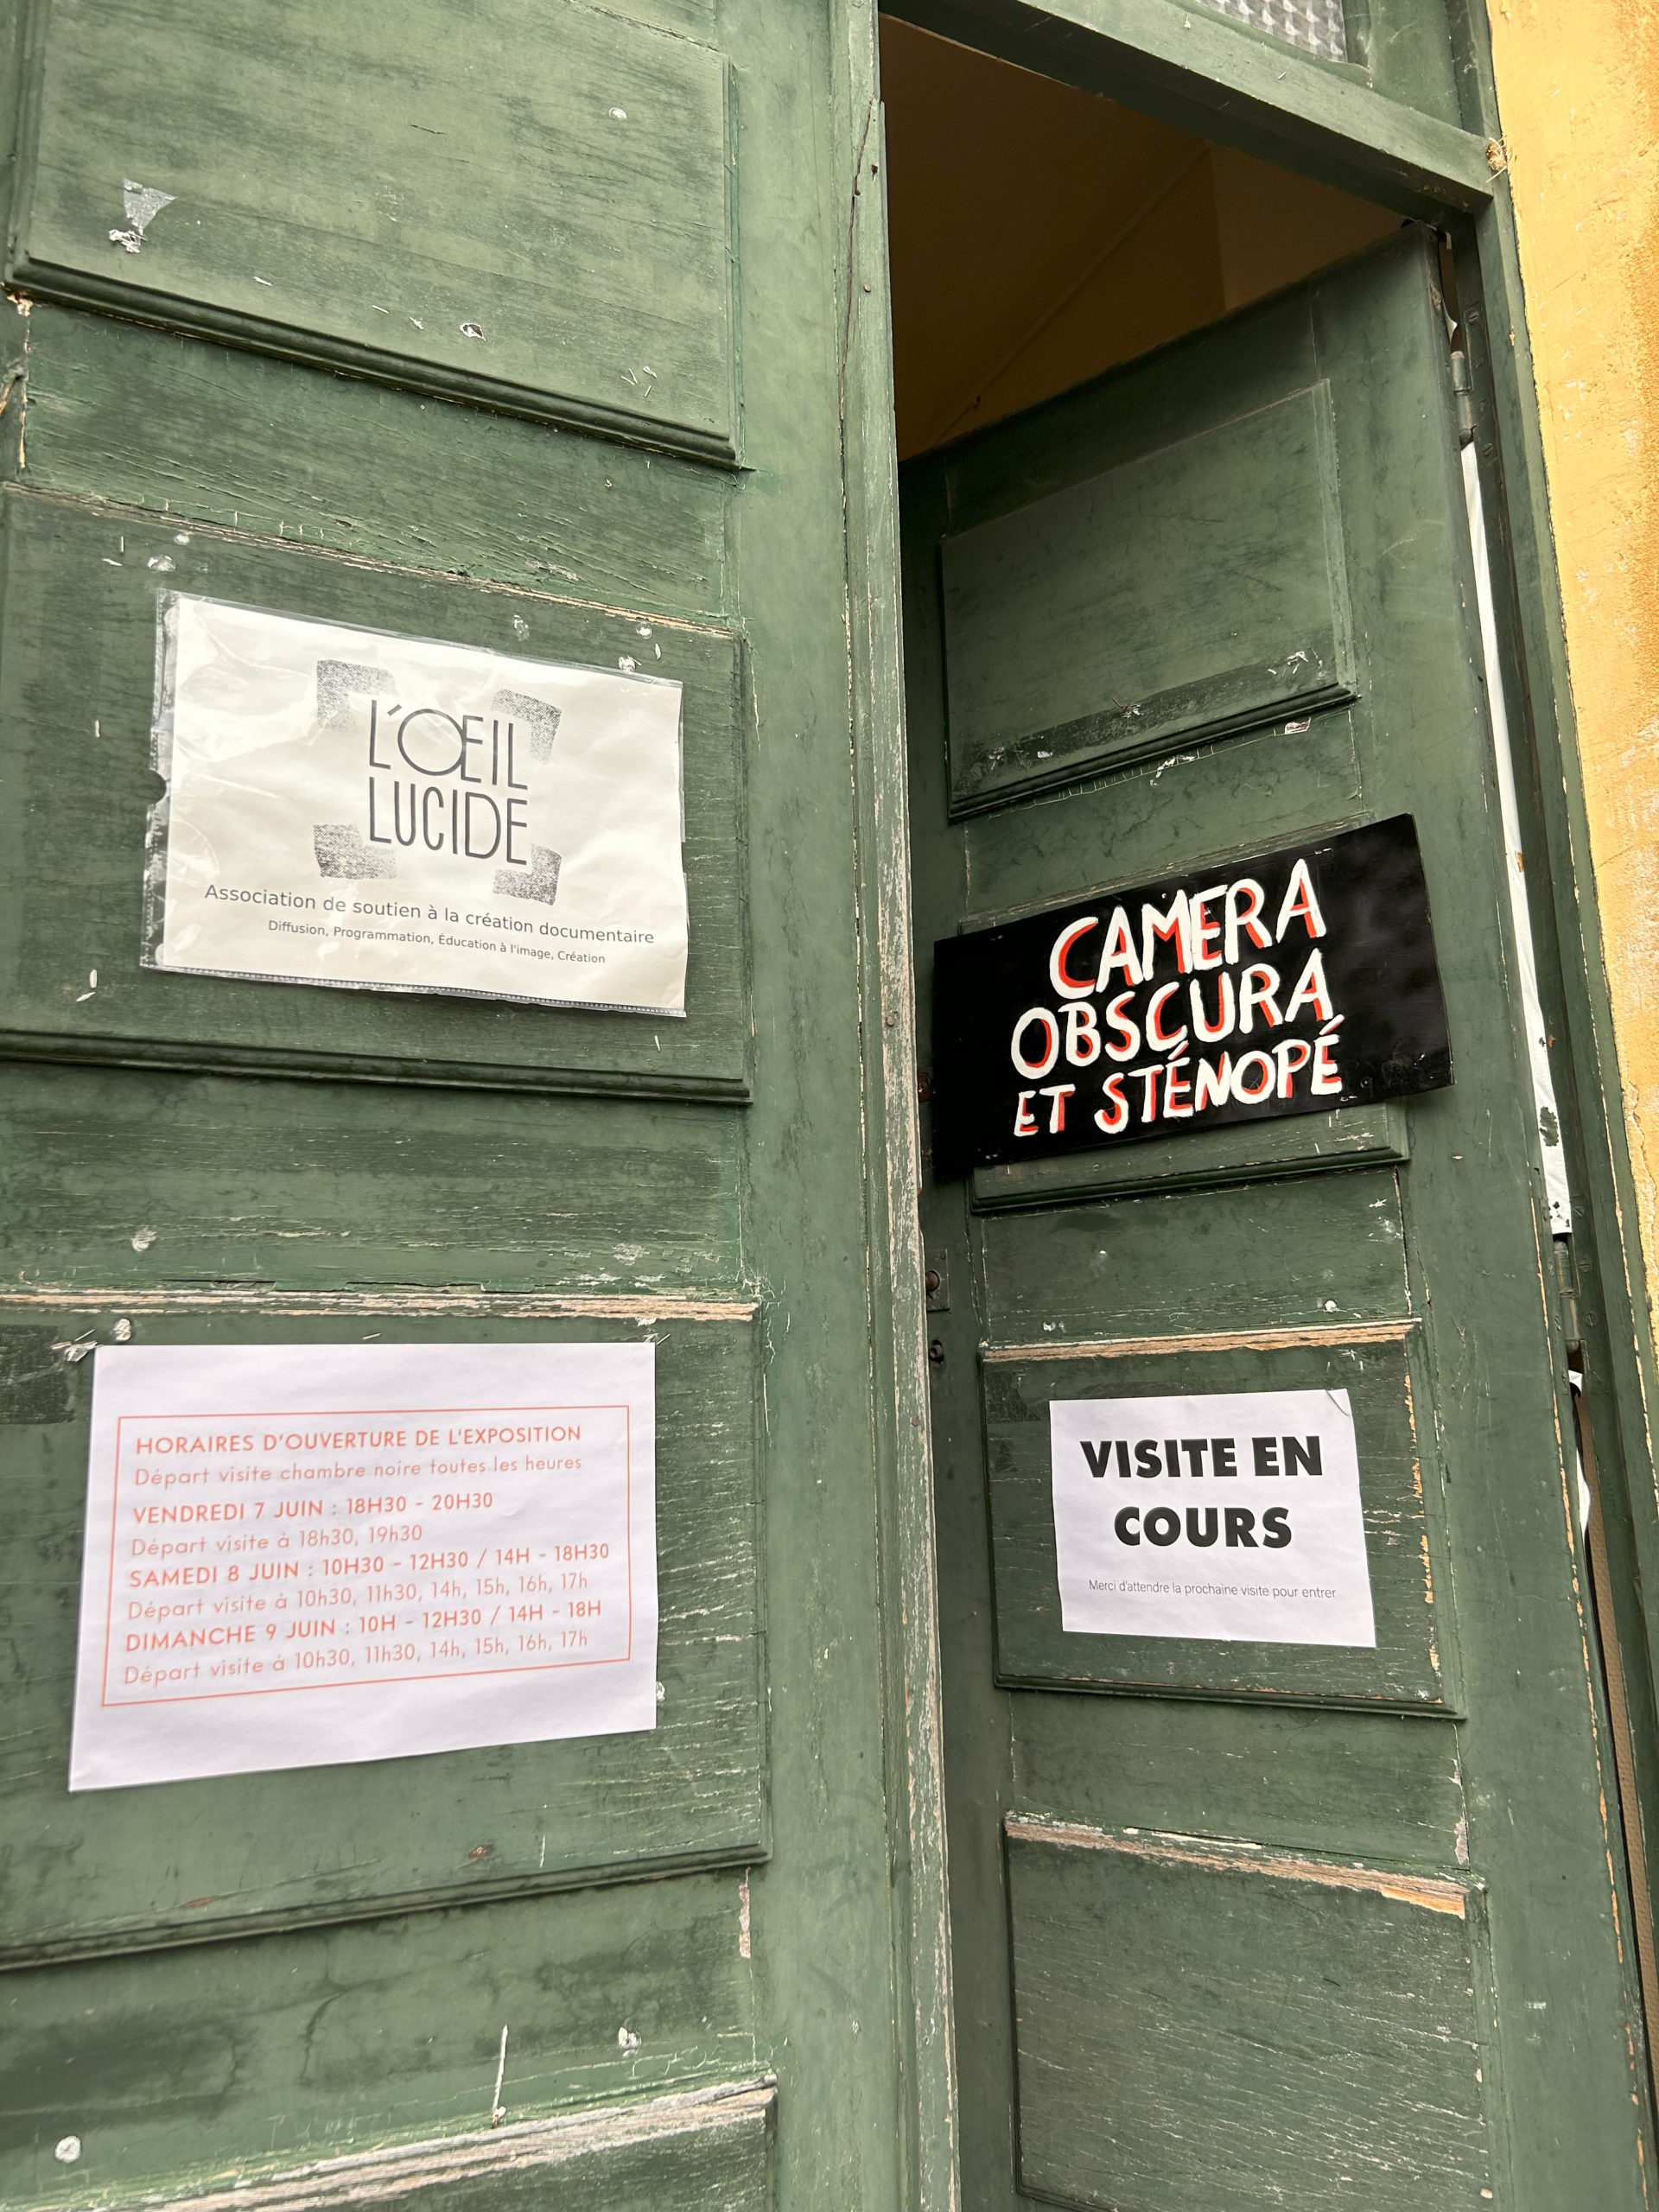 L'ŒIL
LUCIDE
Association de soutien à la création documentaire
Diffusion, Programmation, Éducation à l'image, Création
CAMERA
OBSCURA
ET STÉNOPÉ
HORAIRES D'OUVERTURE DE L'EXPOSITION
Départ visite chambre noire toutes les heures
VENDREDI 7 JUIN : 18H30 - 20H30
Départ visite à 18h30, 19h30
SAMEDI 8 JUIN : 10H30 - 12H30 / 14H - 18H30
Départ visite à 10h30, 11h30, 14h, 15h, 16h, 17h
DIMANCHE 9 JUIN : 10H - 12H30 / 14H - 18H
Départ visite à 10h30, 11h30, 14h, 15h, 16h, 17h
VISITE EN
COURS
Merci d'attendre la prochaine visite pour entrer